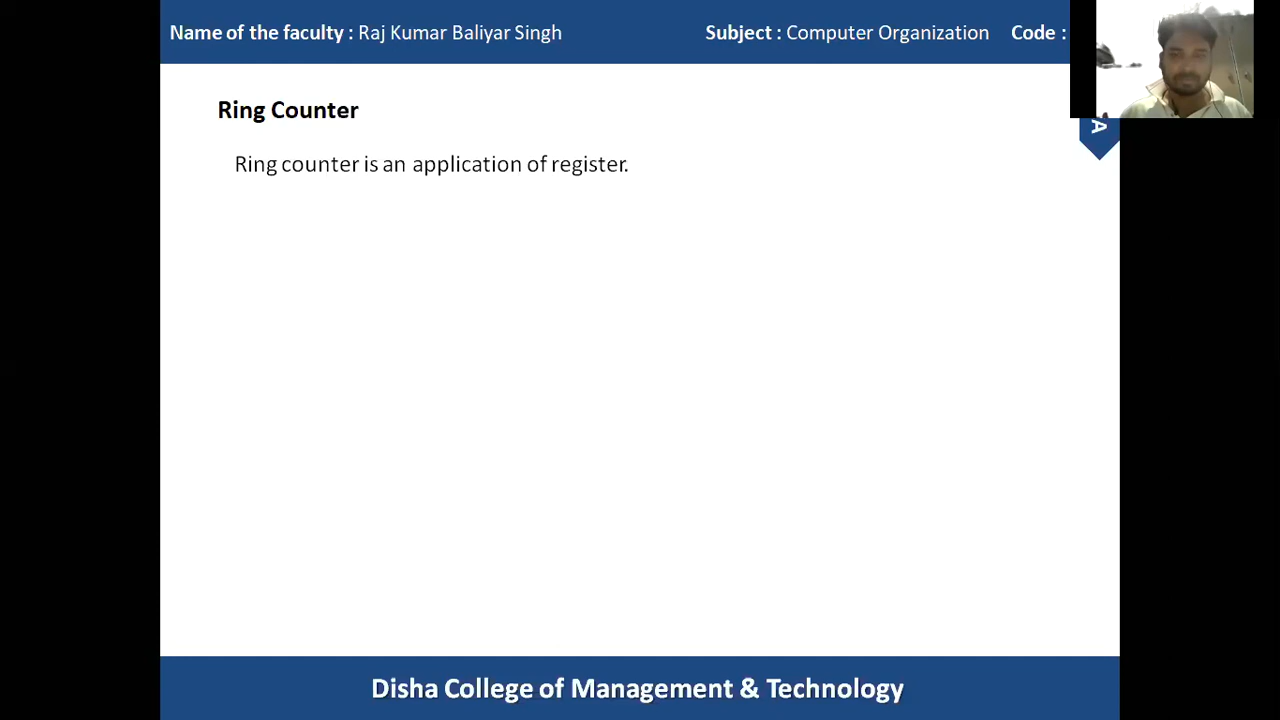 Name of the faculty : Raj Kumar Baliyar Singh Subject : Computer Organization Code :
A
Ring Counter
Ring counter is an application of register.
Disha College of Management & Technology